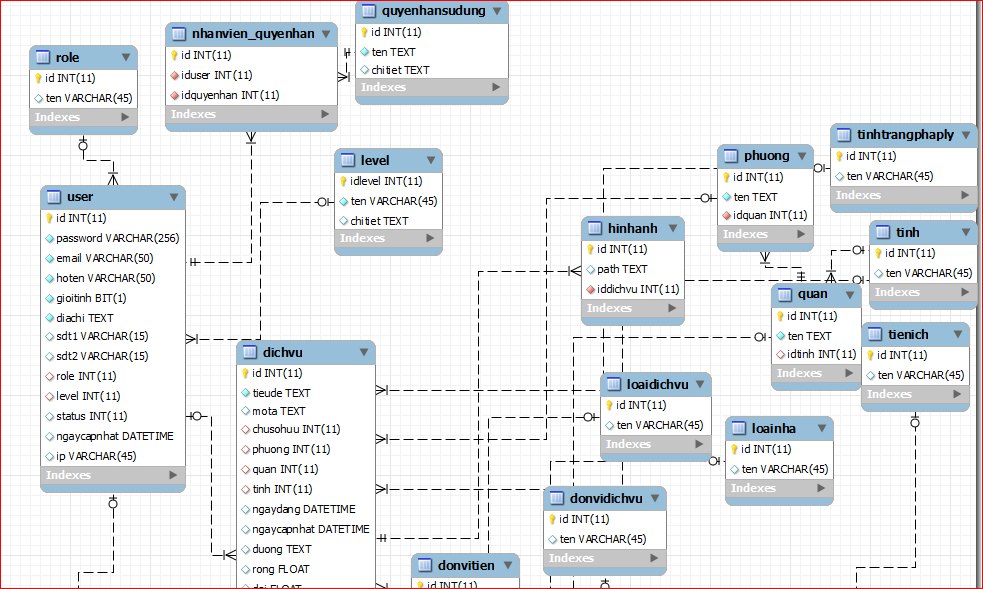 role
id INT(11)
ten VARCHAR(45)
Indexes
nhanvien_quyenhan
id INT(11)
iduser INT(11)
idquyenhan INT(11)
Indexes
quyenhansudung
id INT(11)
ten TEXT
chitiet TEXT
Indexes
level
idlevel INT(11)
ten VARCHAR(45)
chitiet TEXT
Indexes
user
id INT(11)
password VARCHAR(256)
email VARCHAR(50)
hoten VARCHAR(50)
gioitinh BIT(1)
diachi TEXT
sdt1 VARCHAR(15)
sdt2 VARCHAR(15)
role INT(11)
level INT(11)
status INT(11)
ngaycapnhat DATETIME
ip VARCHAR(45)
Indexes
dichvu
id INT(11)
tieude TEXT
mota TEXT
chusohuu INT(11)
phuong INT(11)
quan INT(11)
tinh INT(11)
ngaydang DATETIME
ngaycapnhat DATETIME
duong TEXT
rong FLOAT
dai FLOAT
hinhanh
id INT(11)
path TEXT
iddichvu INT(11)
Indexes
phuong
id INT(11)
ten TEXT
idquan INT(11)
Indexes
tinhtrangphaply
id INT(11)
ten VARCHAR(45)
Indexes
tinh
id INT(11)
ten VARCHAR(45)
Indexes
quan
id INT(11)
ten TEXT
idtinh INT(11)
Indexes
tienich
id INT(11)
ten VARCHAR(45)
Indexes
loaidichvu
id INT(11)
ten VARCHAR(45)
Indexes
loainha
id INT(11)
ten VARCHAR(45)
Indexes
donvidichvu
id INT(11)
ten VARCHAR(45)
Indexes
donvitien
id INT(11)